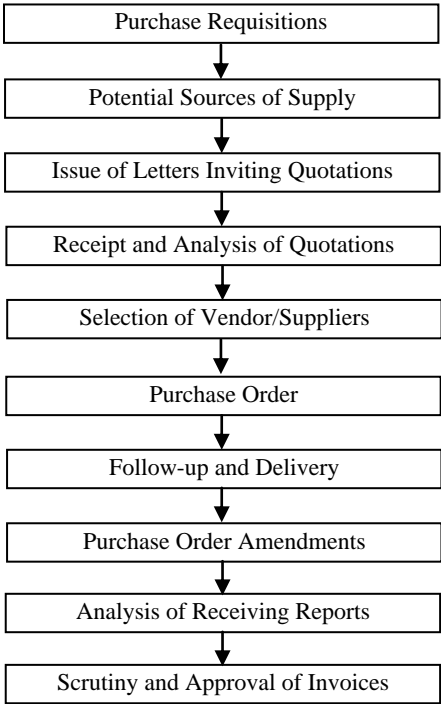 Purchase Requisitions
Potential Sources of Supply
Issue of Letters Inviting Quotations
Receipt and Analysis of Quotations
Selection of Vendor/Suppliers
Purchase Order
Follow-up and Delivery
Purchase Order Amendments
Analysis of Receiving Reports
Scrutiny and Approval of Invoices